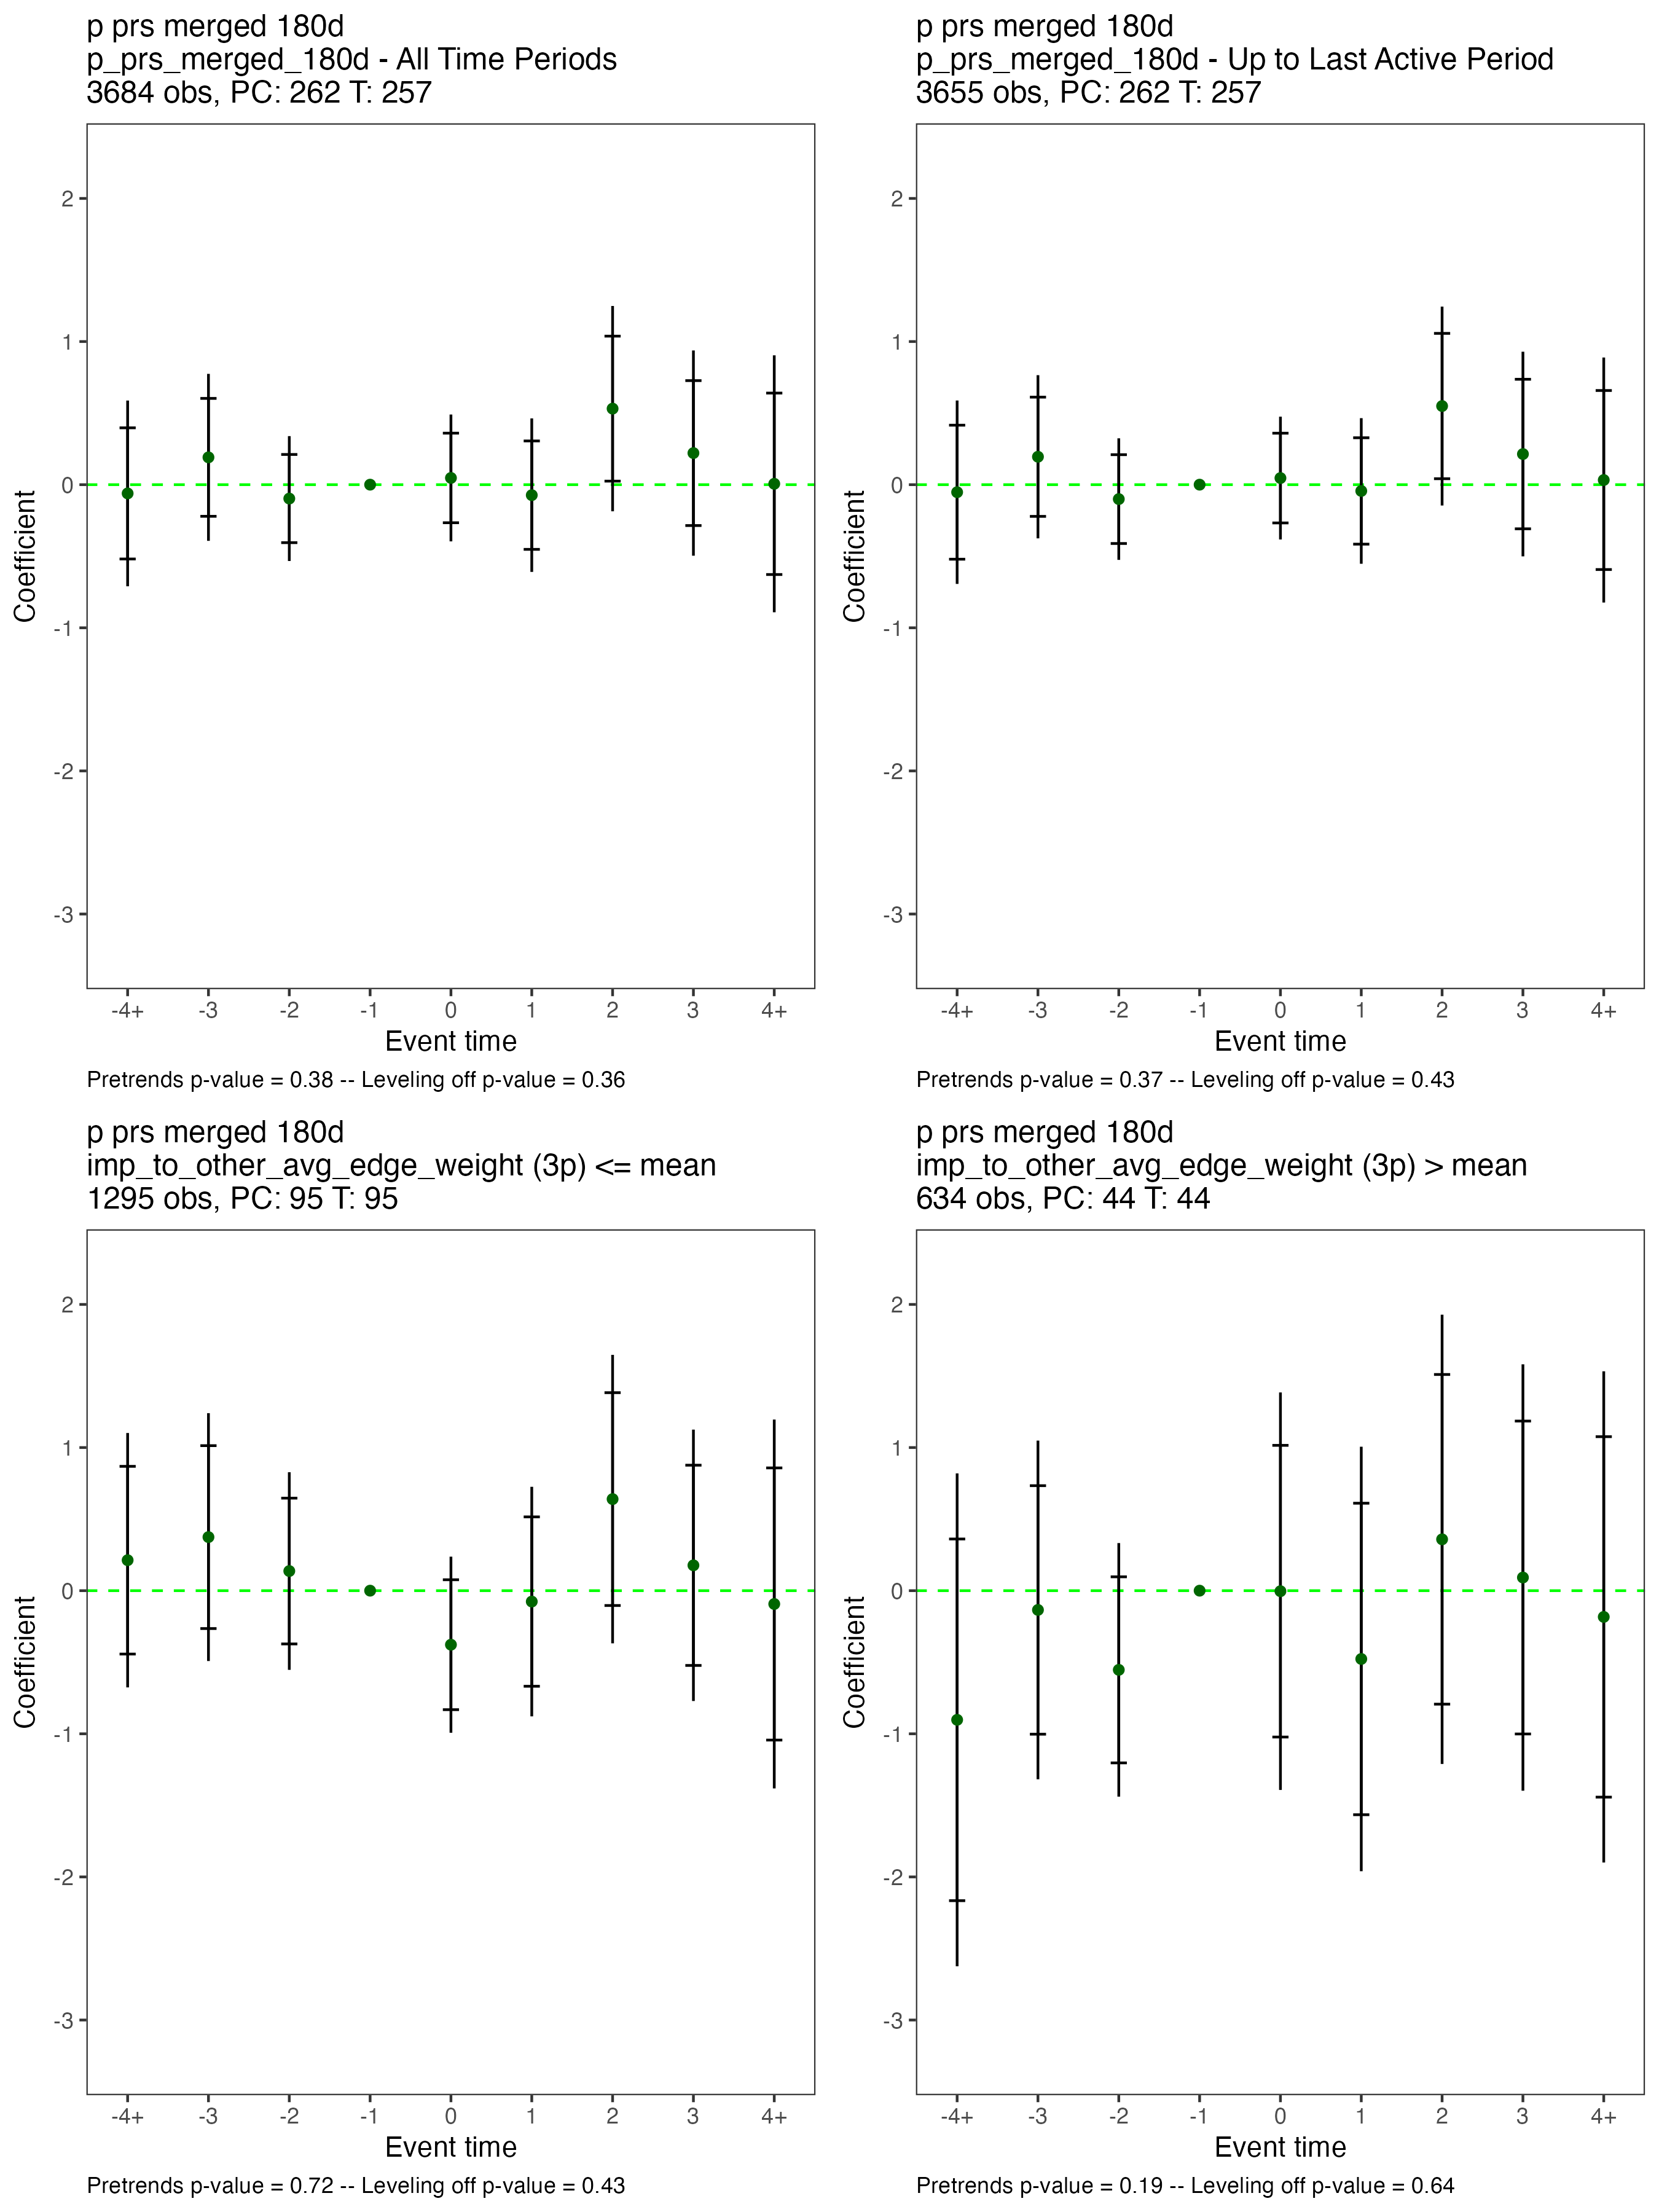 p prs merged 180d
p_prs_merged_180d - All Time Periods
3684 obs, PC: 262 T: 257
2
1
0
-1
-2
-3
Coefficient
-4+ -3 -2 -1 0 1 2 3 4+
Event time
Pretrends p-value = 0.38 -- Leveling off p-value = 0.36
p prs merged 180d
p_prs_merged_180d - Up to Last Active Period
3655 obs, PC: 262 T: 257
2
1
0
-1
-2
-3
Coefficient
-4+ -3 -2 -1 0 1 2 3 4+
Event time
Pretrends p-value = 0.37 -- Leveling off p-value = 0.43
p prs merged 180d
imp_to_other_avg_edge_weight (3p) <= mean
1295 obs, PC: 95 T: 95
2
1
0
-1
-2
-3
Coefficient
-4+ -3 -2 -1 0 1 2 3 4+
Event time
Pretrends p-value = 0.72 -- Leveling off p-value = 0.43
p prs merged 180d
imp_to_other_avg_edge_weight (3p) > mean
634 obs, PC: 44 T: 44
2
1
0
-1
-2
-3
Coefficient
-4+ -3 -2 -1 0 1 2 3 4+
Event time
Pretrends p-value = 0.19 -- Leveling off p-value = 0.64